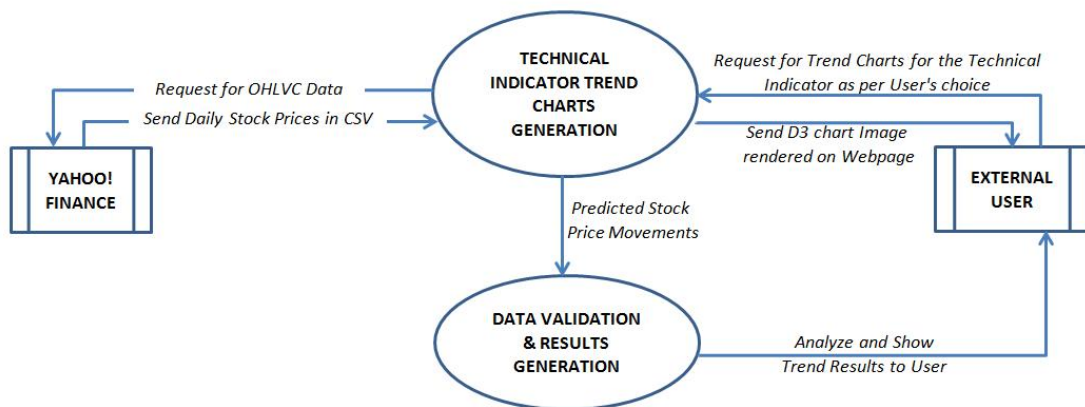 TECHNICAL
INDICATOR TREND
CHARTS
GENERATION
Request for OHLVC Data
Send Daily Stock Prices in CSV
Request for Trend Charts for the Technical
Indicator as per User's choice
Send D3 chart Image
rendered on Webpage
YAHOO!
FINANCE
EXTERNAL
USER
Predicted Stock
Price Movements
DATA VALIDATION
& RESULTS
GENERATION
Analyze and Show
Trend Results to User